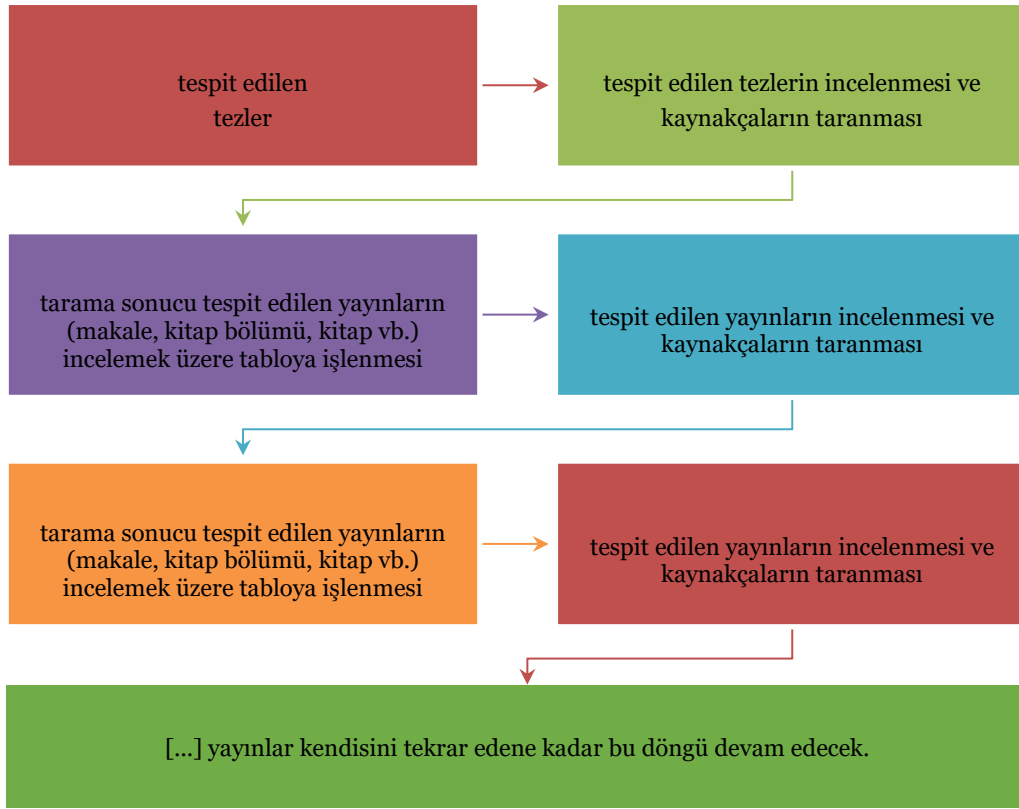 tespit edilen
tezler
tespit edilen tezlerin incelenmesi ve
kaynakçaların taranması
tarama sonucu tespit edilen yayınların
(makale, kitap bölümü, kitap vb.)
incelemek üzere tabloya işlenmesi
tespit edilen yayınların incelenmesi ve
kaynakçaların taranması
tarama sonucu tespit edilen yayınların
(makale, kitap bölümü, kitap vb.)
incelemek üzere tabloya işlenmesi
tespit edilen yayınların incelenmesi ve
kaynakçaların taranması
[...] yayınlar kendisini tekrar edene kadar bu döngü devam edecek.